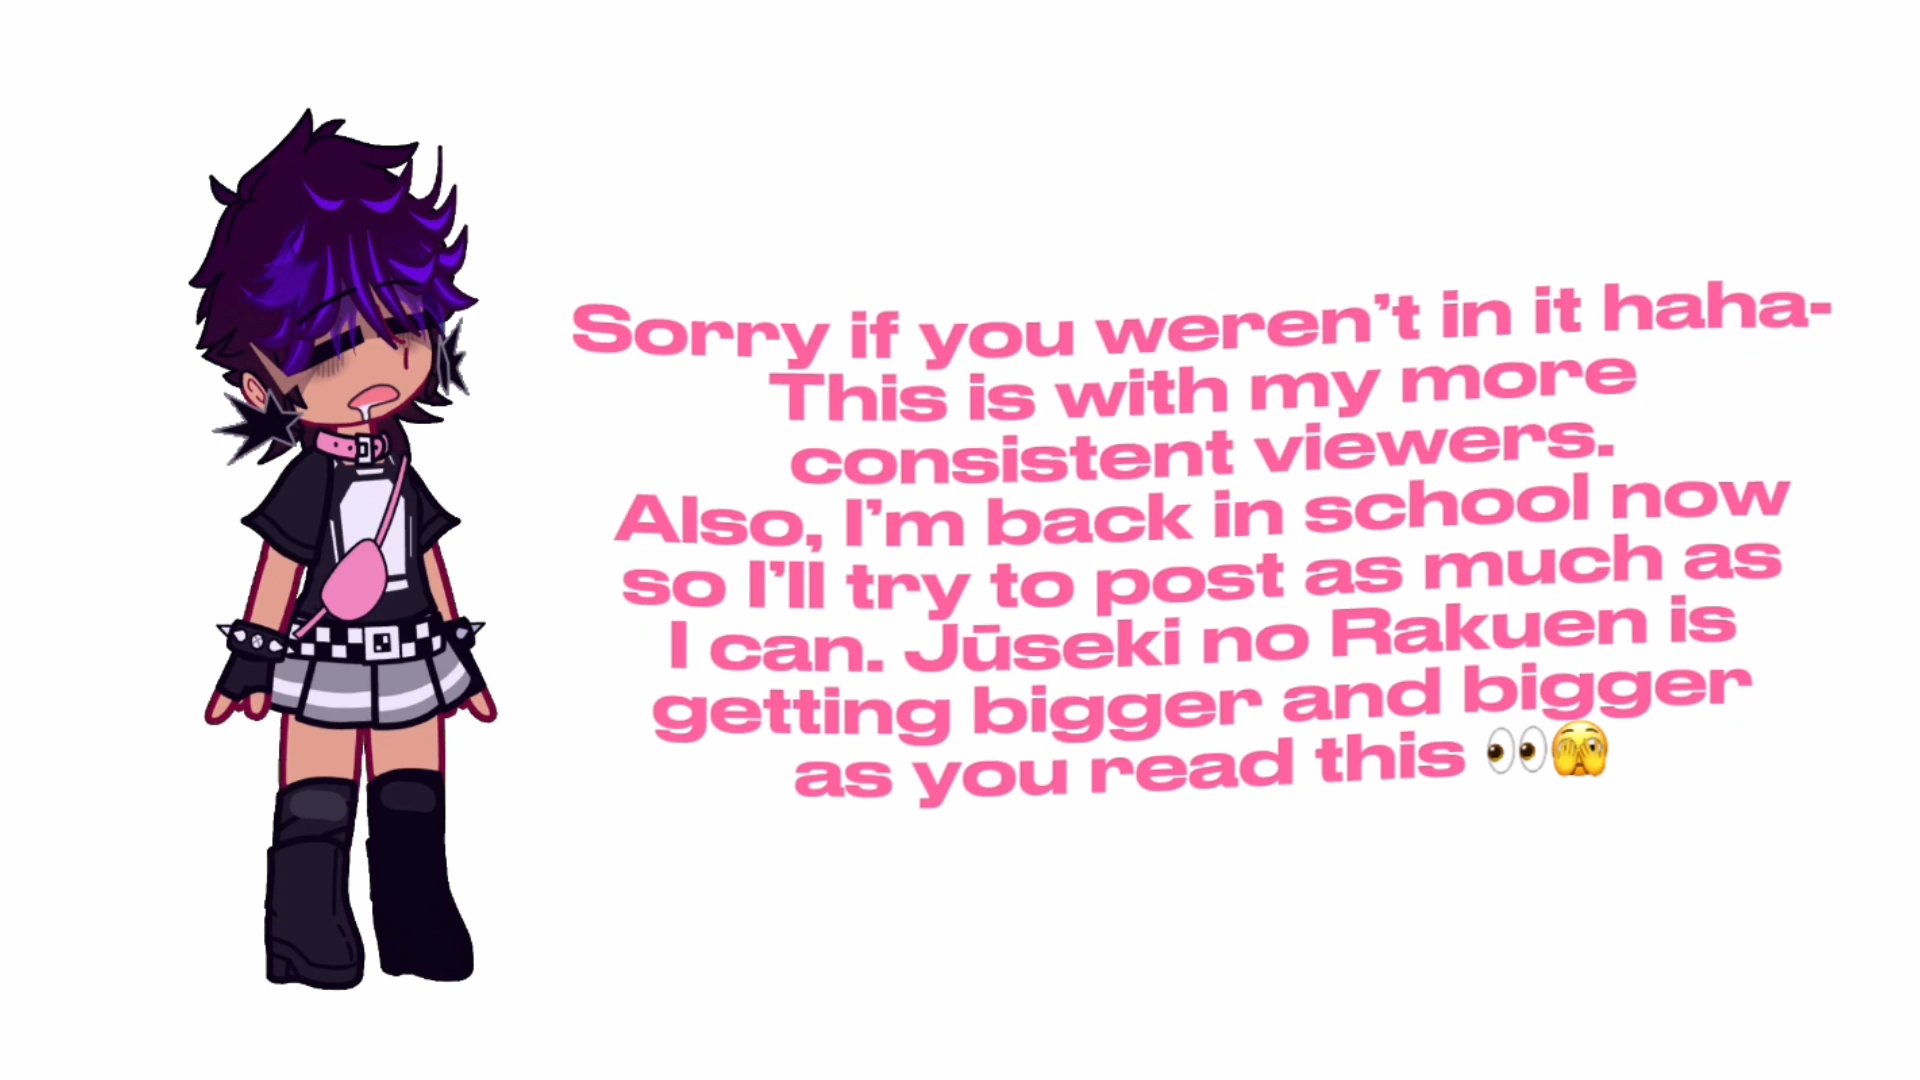 Sorry if you weren't in it haha-
This is with my more
consistent viewers.
Also, I'm back in school now
so I'll try to post as much as
I can. Jūseki no Rakuen is
getting bigger and bigger
as you read this 👀🫣